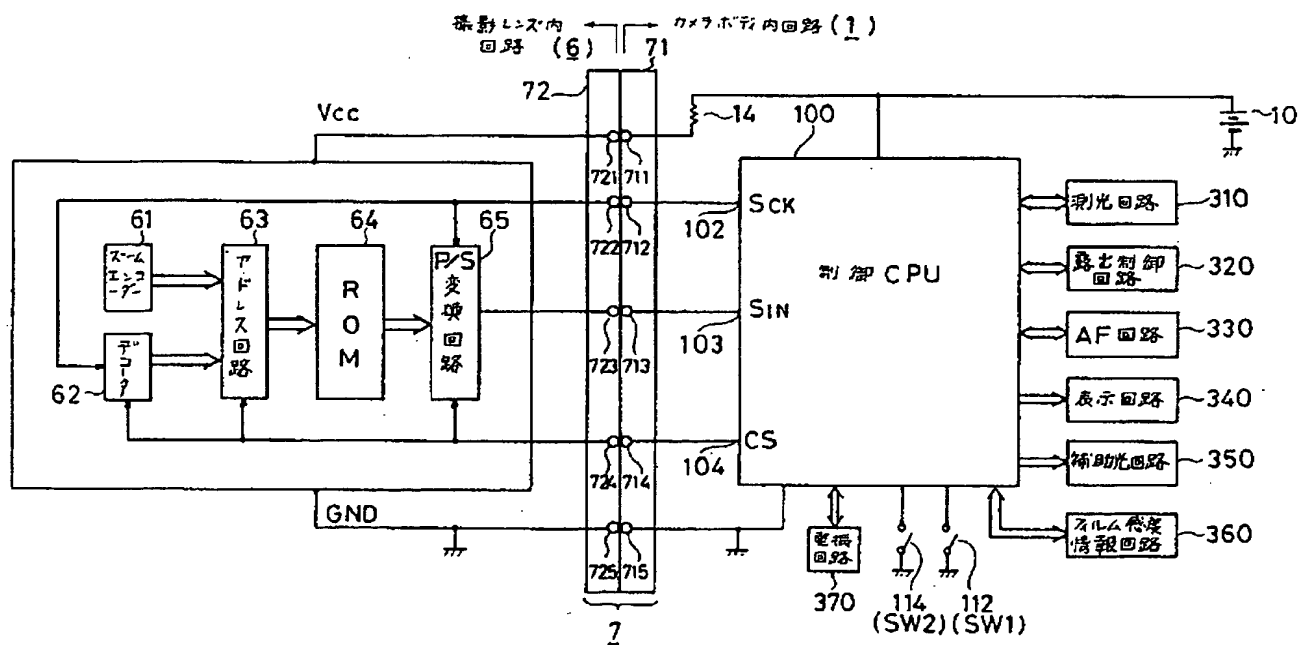 撮影レンズ内
回路 (6)
カメラボディ内回路 (1)
72
71
Vcc
14
100
10
721
711
61
63
64
65
722
712
102
SCK
測光回路
310
ズーム
エンコ
ーダー
アドレス回路
ROM
P/S
変換回路
制御CPU
露出制御
回路
320
723
713
103
SIN
AF回路
330
62
デコーダ
表示回路
340
724
714
104
CS
補助光回路
350
GND
725
715
電源
回路
370
114
(SW2)
112
(SW1)
フィルム感度
情報回路
360
7